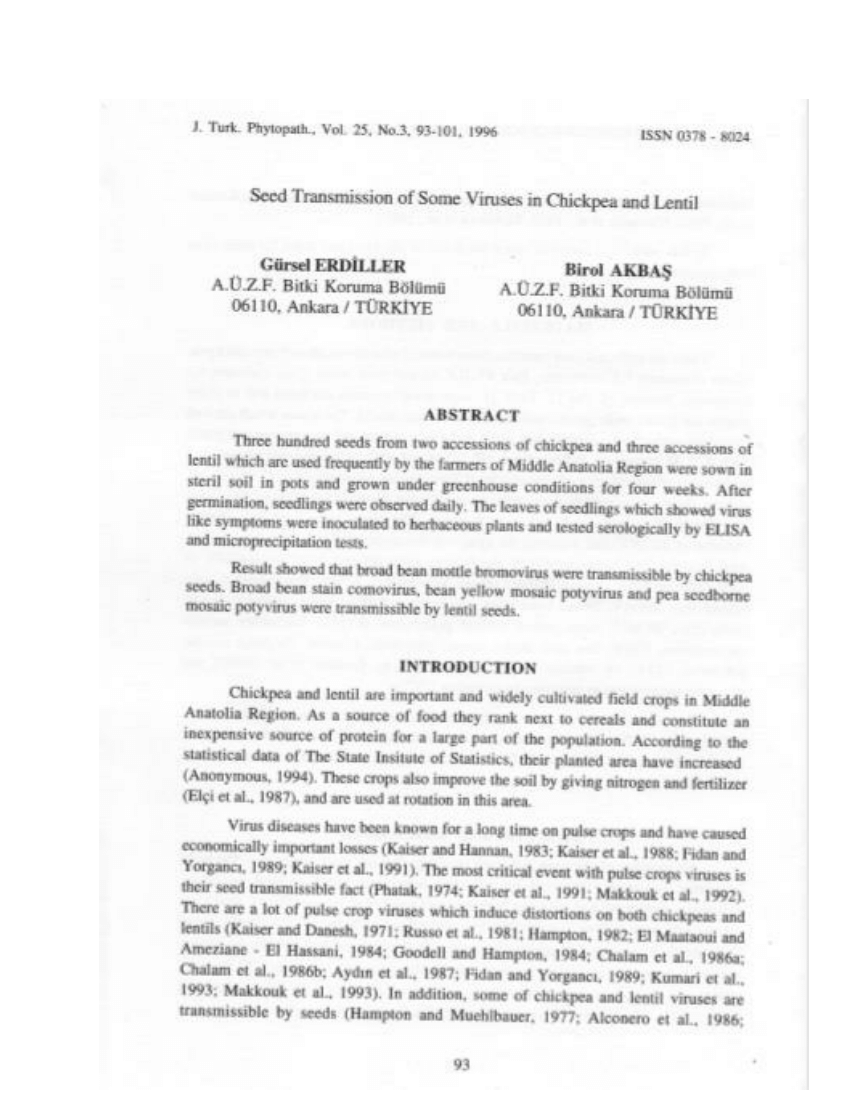 J. Turk. Phytopath., Vol. 25, No.3, 93-101, 1996
ISSN 0378 - 8024
Seed Transmission of Some Viruses in Chickpea and Lentil
Gürsel ERDİLLER
A.Ü.Z.F. Bitki Koruma Bölümü
06110, Ankara / TÜRKİYE
Birol AKBAŞ
A.Ü.Z.F. Bitki Koruma Bölümü
06110, Ankara / TÜRKİYE
ABSTRACT
Three hundred seeds from two accessions of chickpea and three accessions of
lentil which are used frequently by the farmers of Middle Anatolia Region were sown in
steril soil in pots and grown under greenhouse conditions for four weeks. After
germination, seedlings were observed daily. The leaves of seedlings which showed virus
like symptoms were inoculated to herbaceous plants and tested serologically by ELISA
and microprecipitation tests.
Result showed that broad bean mottle bromovirus were transmissible by chickpea
seeds. Broad bean stain comovirus, bean yellow mosaic potyvirus and pea seedborne
mosaic potyvirus were transmissible by lentil seeds.
INTRODUCTION
Chickpea and lentil are important and widely cultivated field crops in Middle
Anatolia Region. As a source of food they rank next to cereals and constitute an
inexpensive source of protein for a large part of the population. According to the
statistical data of The State Insitute of Statistics, their planted area have increased
(Anonymous, 1994). These crops also improve the soil by giving nitrogen and fertilizer
(Elçi et al., 1987), and are used at rotation in this area.
Virus diseases have been known for a long time on pulse crops and have caused
economically important losses (Kaiser and Hannan, 1983; Kaiser et al., 1988; Fidan and
Yorgancı, 1989; Kaiser et al., 1991). The most critical event with pulse crops viruses is
their seed transmissible fact (Phatak, 1974; Kaiser et al., 1991; Makkouk et al., 1992).
There are a lot of pulse crop viruses which induce distortions on both chickpeas and
lentils (Kaiser and Danesh, 1971; Russo et al., 1981; Hampton, 1982; El Maataoui and
Ameziane - El Hassani, 1984; Goodell and Hampton, 1984; Chalam et al., 1986a;
Chalam et al., 1986b; Aydın et al., 1987; Fidan and Yorgancı, 1989; Kumari et al.,
1993; Makkouk et al., 1993). In addition, some of chickpea and lentil viruses are
transmissible by seeds (Hampton and Muehlbauer, 1977; Alconero et al., 1986;
93